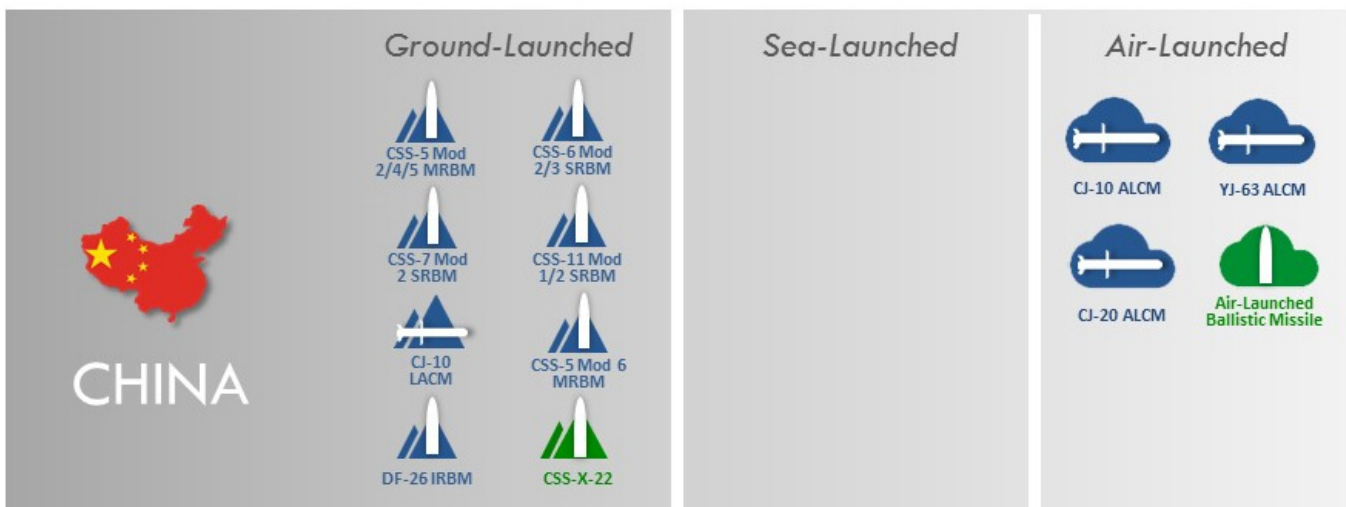 Ground-Launched
Sea-Launched
Air-Launched
CSS-5 Mod
2/4/5 MRBM
CSS-6 Mod
2/3 SRBM
CSS-7 Mod
2 SRBM
CSS-11 Mod
1/2 SRBM
CJ-10
LACM
CSS-5 Mod 6
MRBM
DF-26 IRBM
CSS-X-22
CJ-10 ALCM
YJ-63 ALCM
CJ-20 ALCM
Air-Launched
Ballistic Missile
CHINA